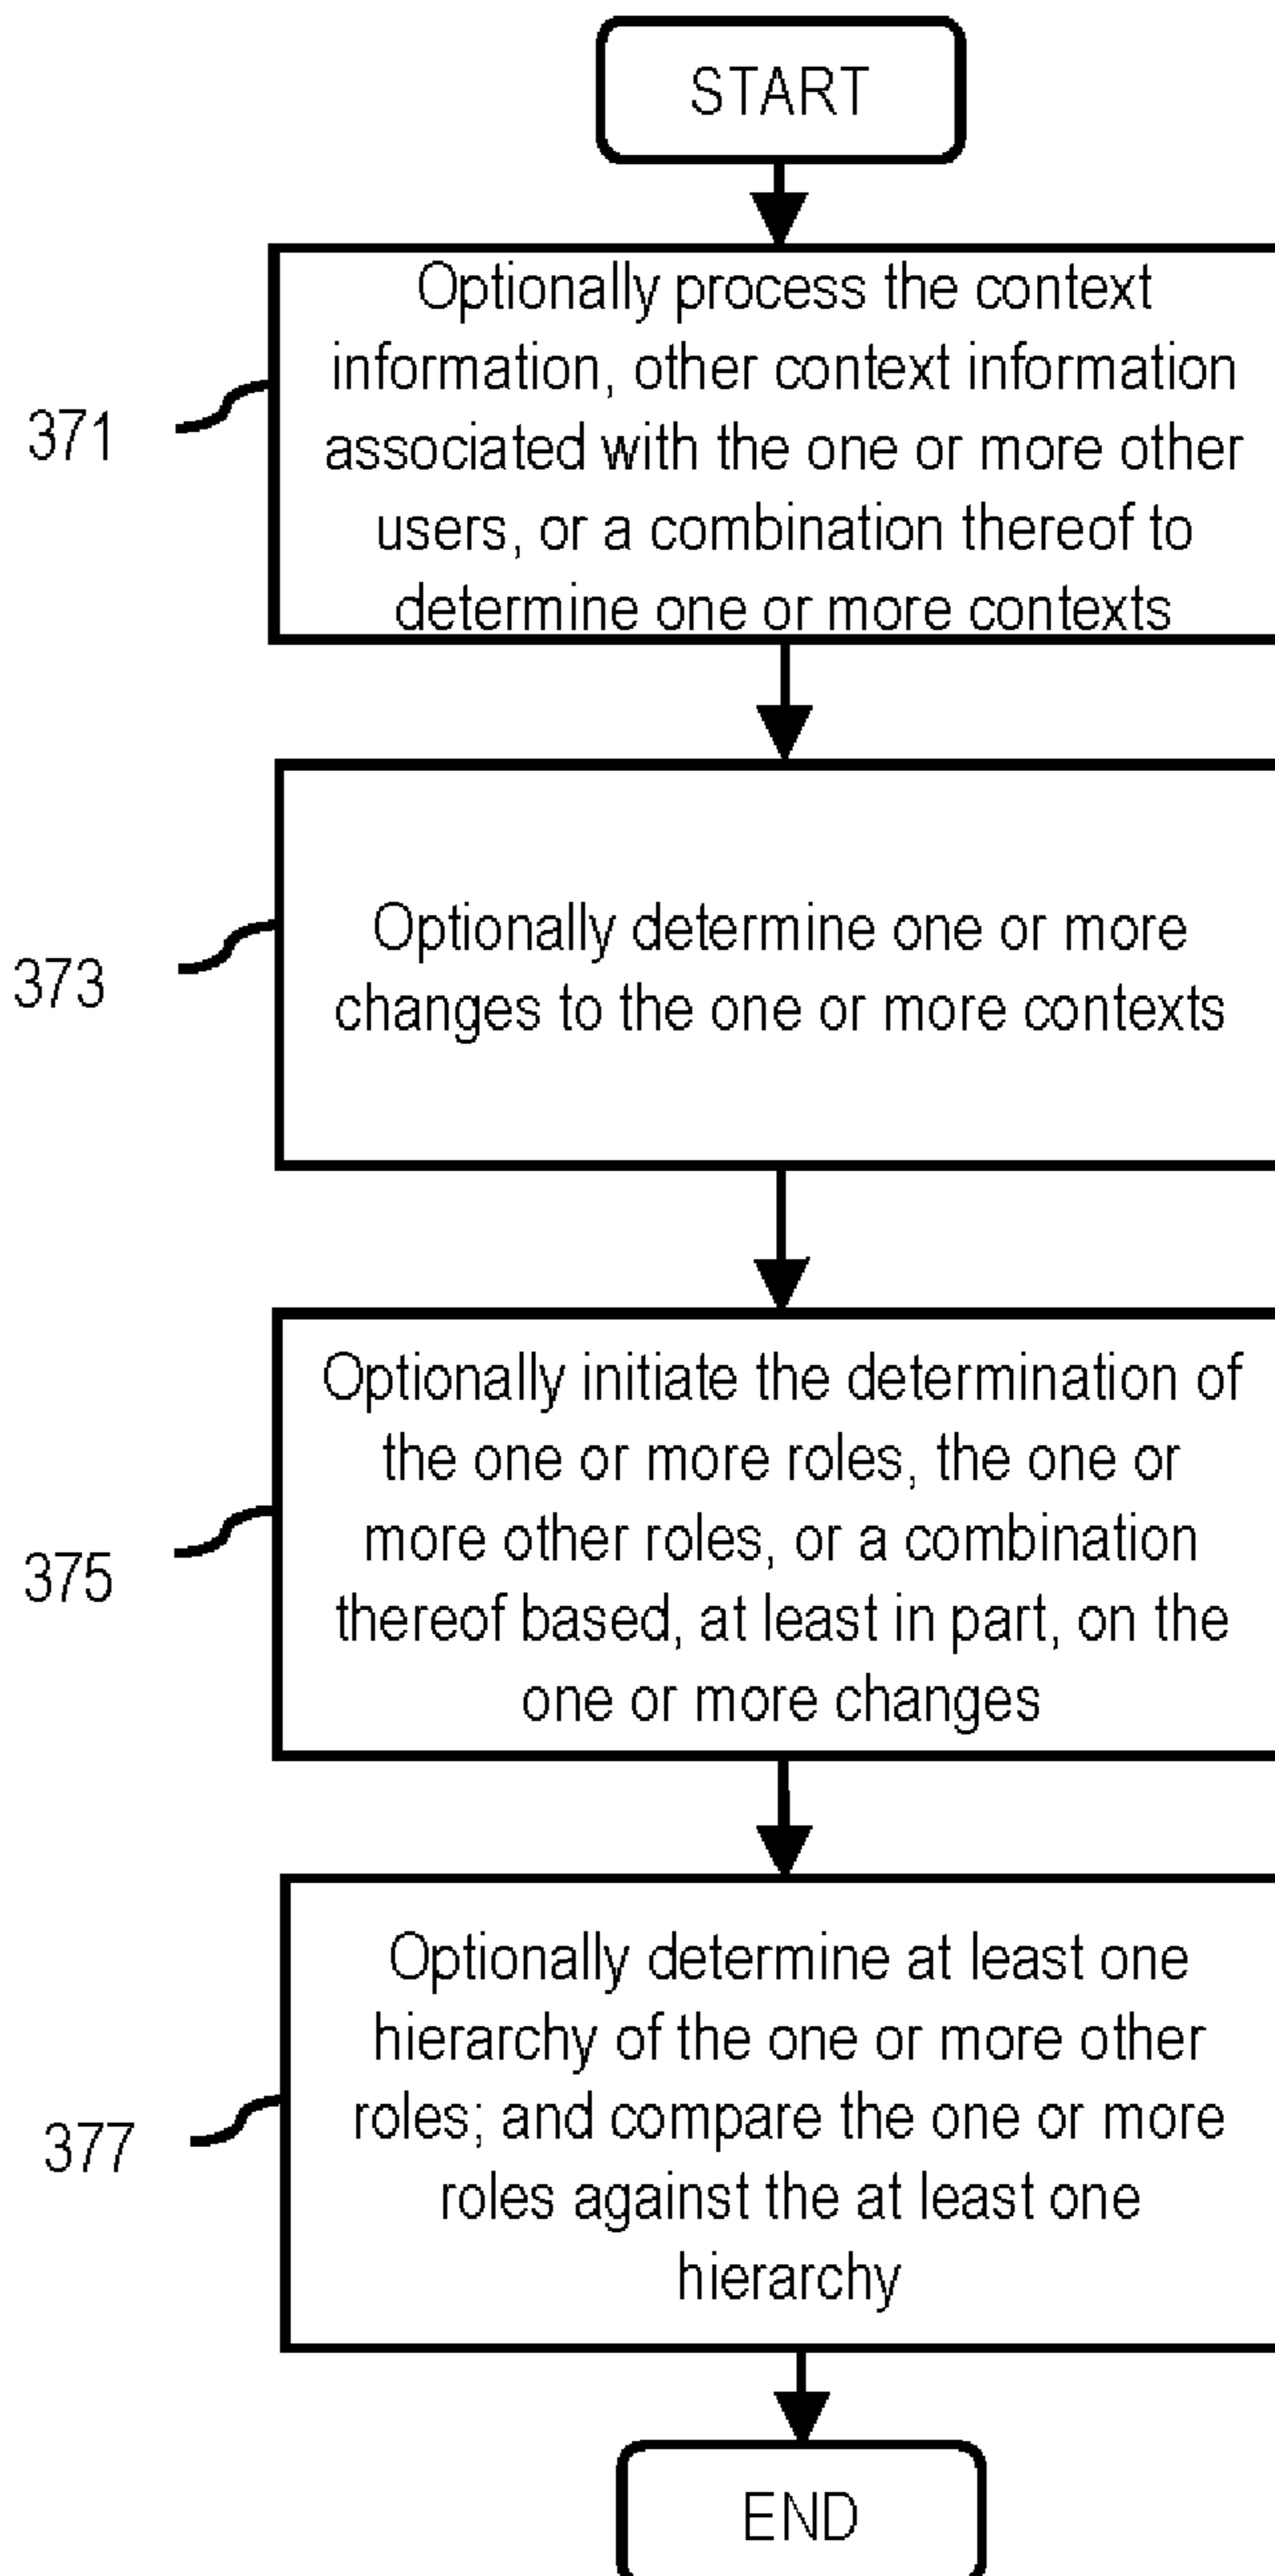 START
Optionally process the context
information, other context information
associated with the one or more other
users, or a combination thereof to
determine one or more contexts
371
Optionally determine one or more
changes to the one or more contexts
373
Optionally initiate the determination of
the one or more roles, the one or
more other roles, or a combination
thereof based, at least in part, on the
one or more changes
375
Optionally determine at least one
hierarchy of the one or more other
roles; and compare the one or more
roles against the at least one
hierarchy
377
END